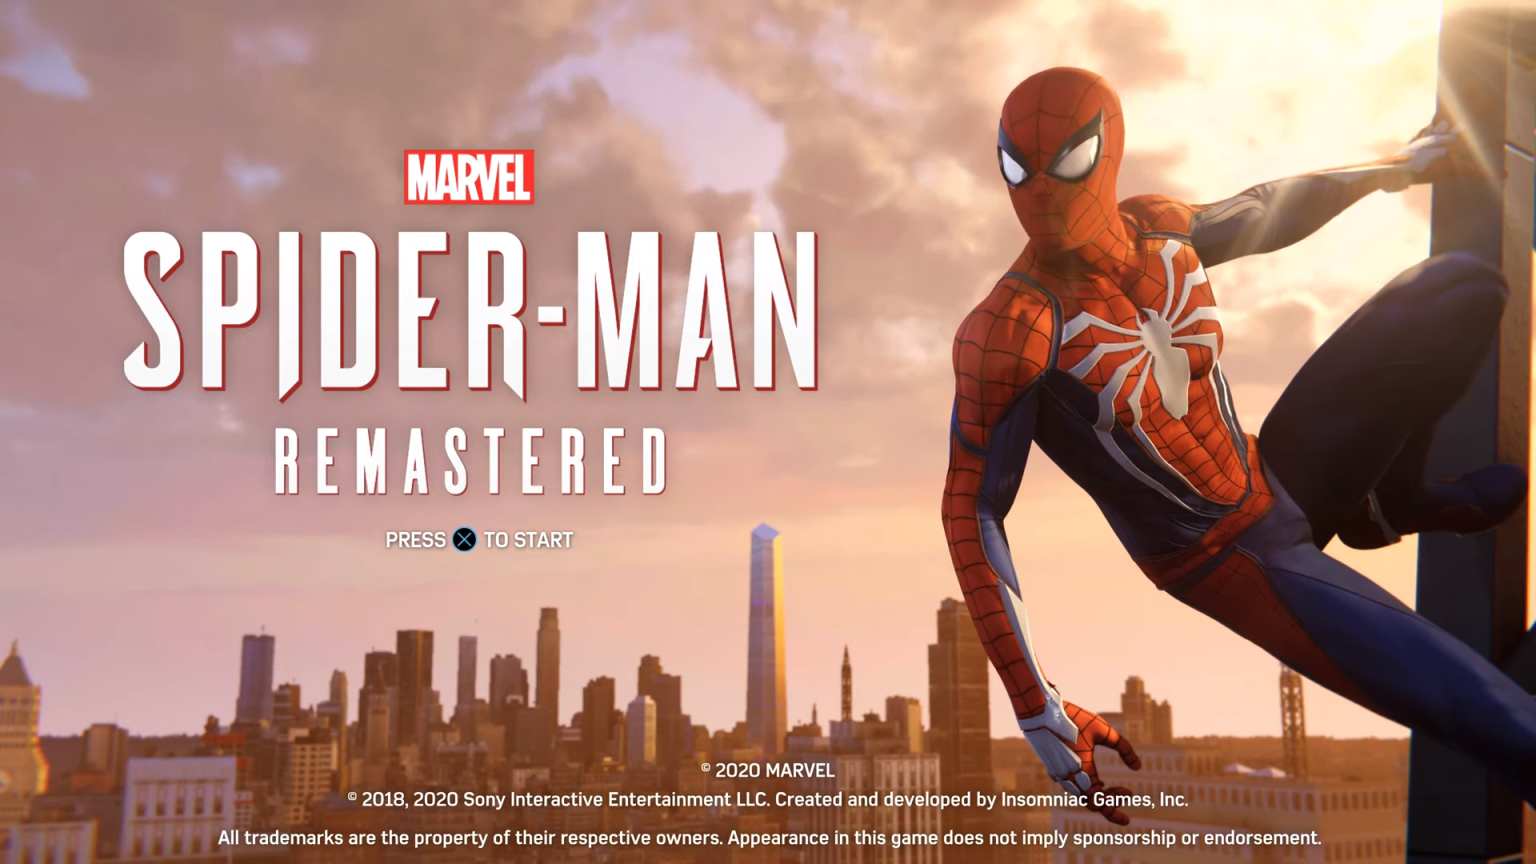 MARVEL
SPIDER-MAN
REMASTERED
PRESS TO START
© 2020 MARVEL
© 2018, 2020 Sony Interactive Entertainment LLC. Created and developed by Insomniac Games, Inc.
All trademarks are the property of their respective owners. Appearance in this game does not imply sponsorship or endorsement.